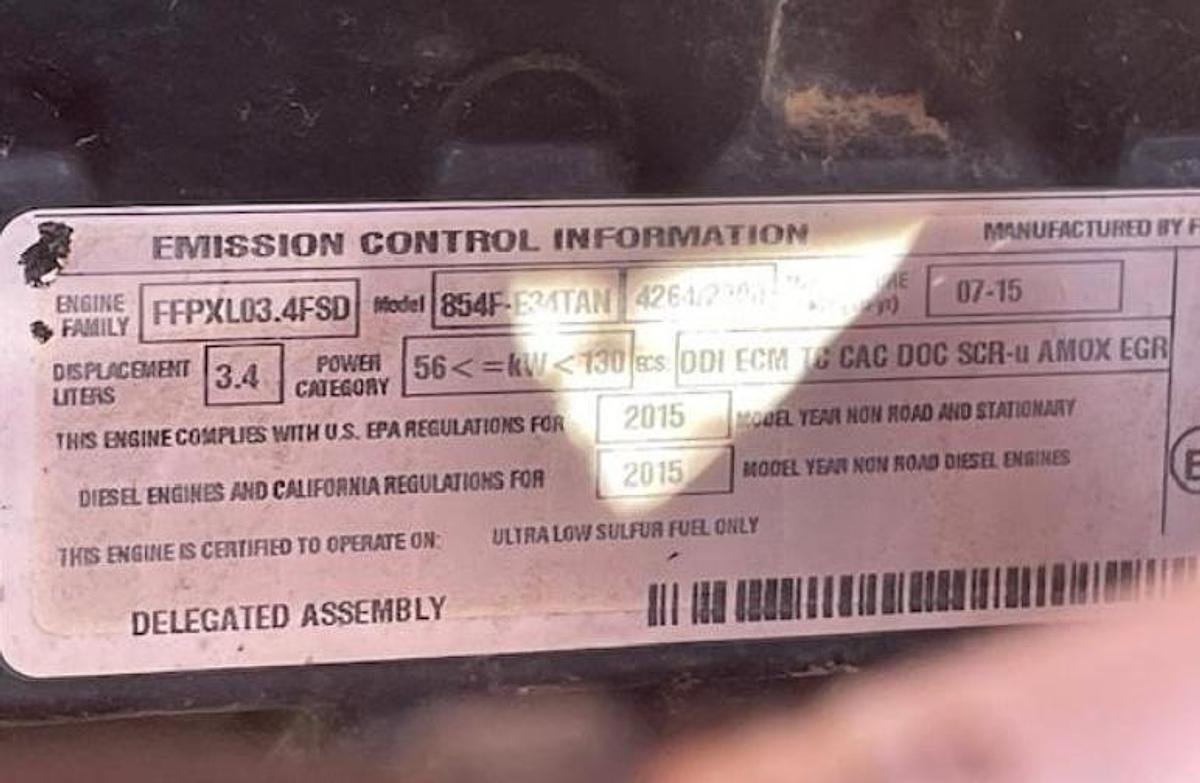 EMISSION CONTROL INFORMATION MANUFACTURED BY F
ENGINE FAMILY FFPXL03.4FSD Model 854F-E34TAN 07-15
DISPLACEMENT LITERS 3.4 POWER CATEGORY 56<=kW<130 ECS DDI ECM TC CAC DOC SCR-u AMOX EGR
THIS ENGINE COMPLIES WITH U.S. EPA REGULATIONS FOR 2015 MODEL YEAR NON ROAD AND STATIONARY
DIESEL ENGINES AND CALIFORNIA REGULATIONS FOR 2015 MODEL YEAR NON ROAD DIESEL ENGINES
THIS ENGINE IS CERTIFIED TO OPERATE ON: ULTRA LOW SULFUR FUEL ONLY
DELEGATED ASSEMBLY
E